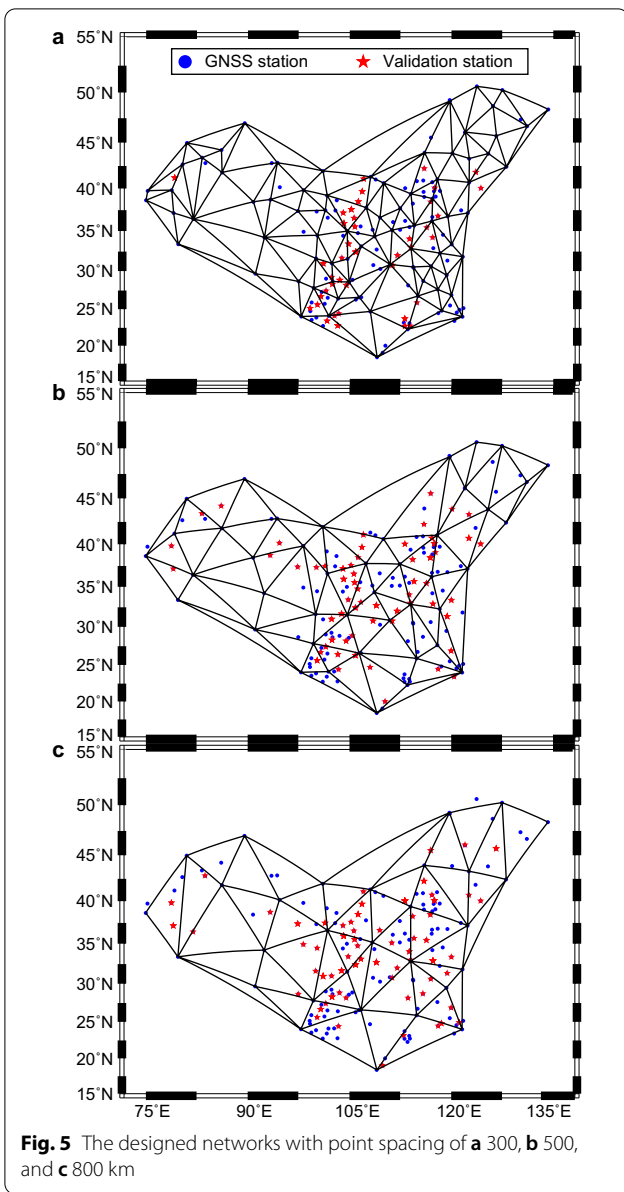 a
55°N
GNSS station Validation station
50°N
45°N
40°N
35°N
30°N
25°N
20°N
15°N
b
55°N
50°N
45°N
40°N
35°N
30°N
25°N
20°N
15°N
c
55°N
50°N
45°N
40°N
35°N
30°N
25°N
20°N
15°N
75°E 90°E 105°E 120°E 135°E
Fig. 5 The designed networks with point spacing of a 300, b 500,
and c 800 km